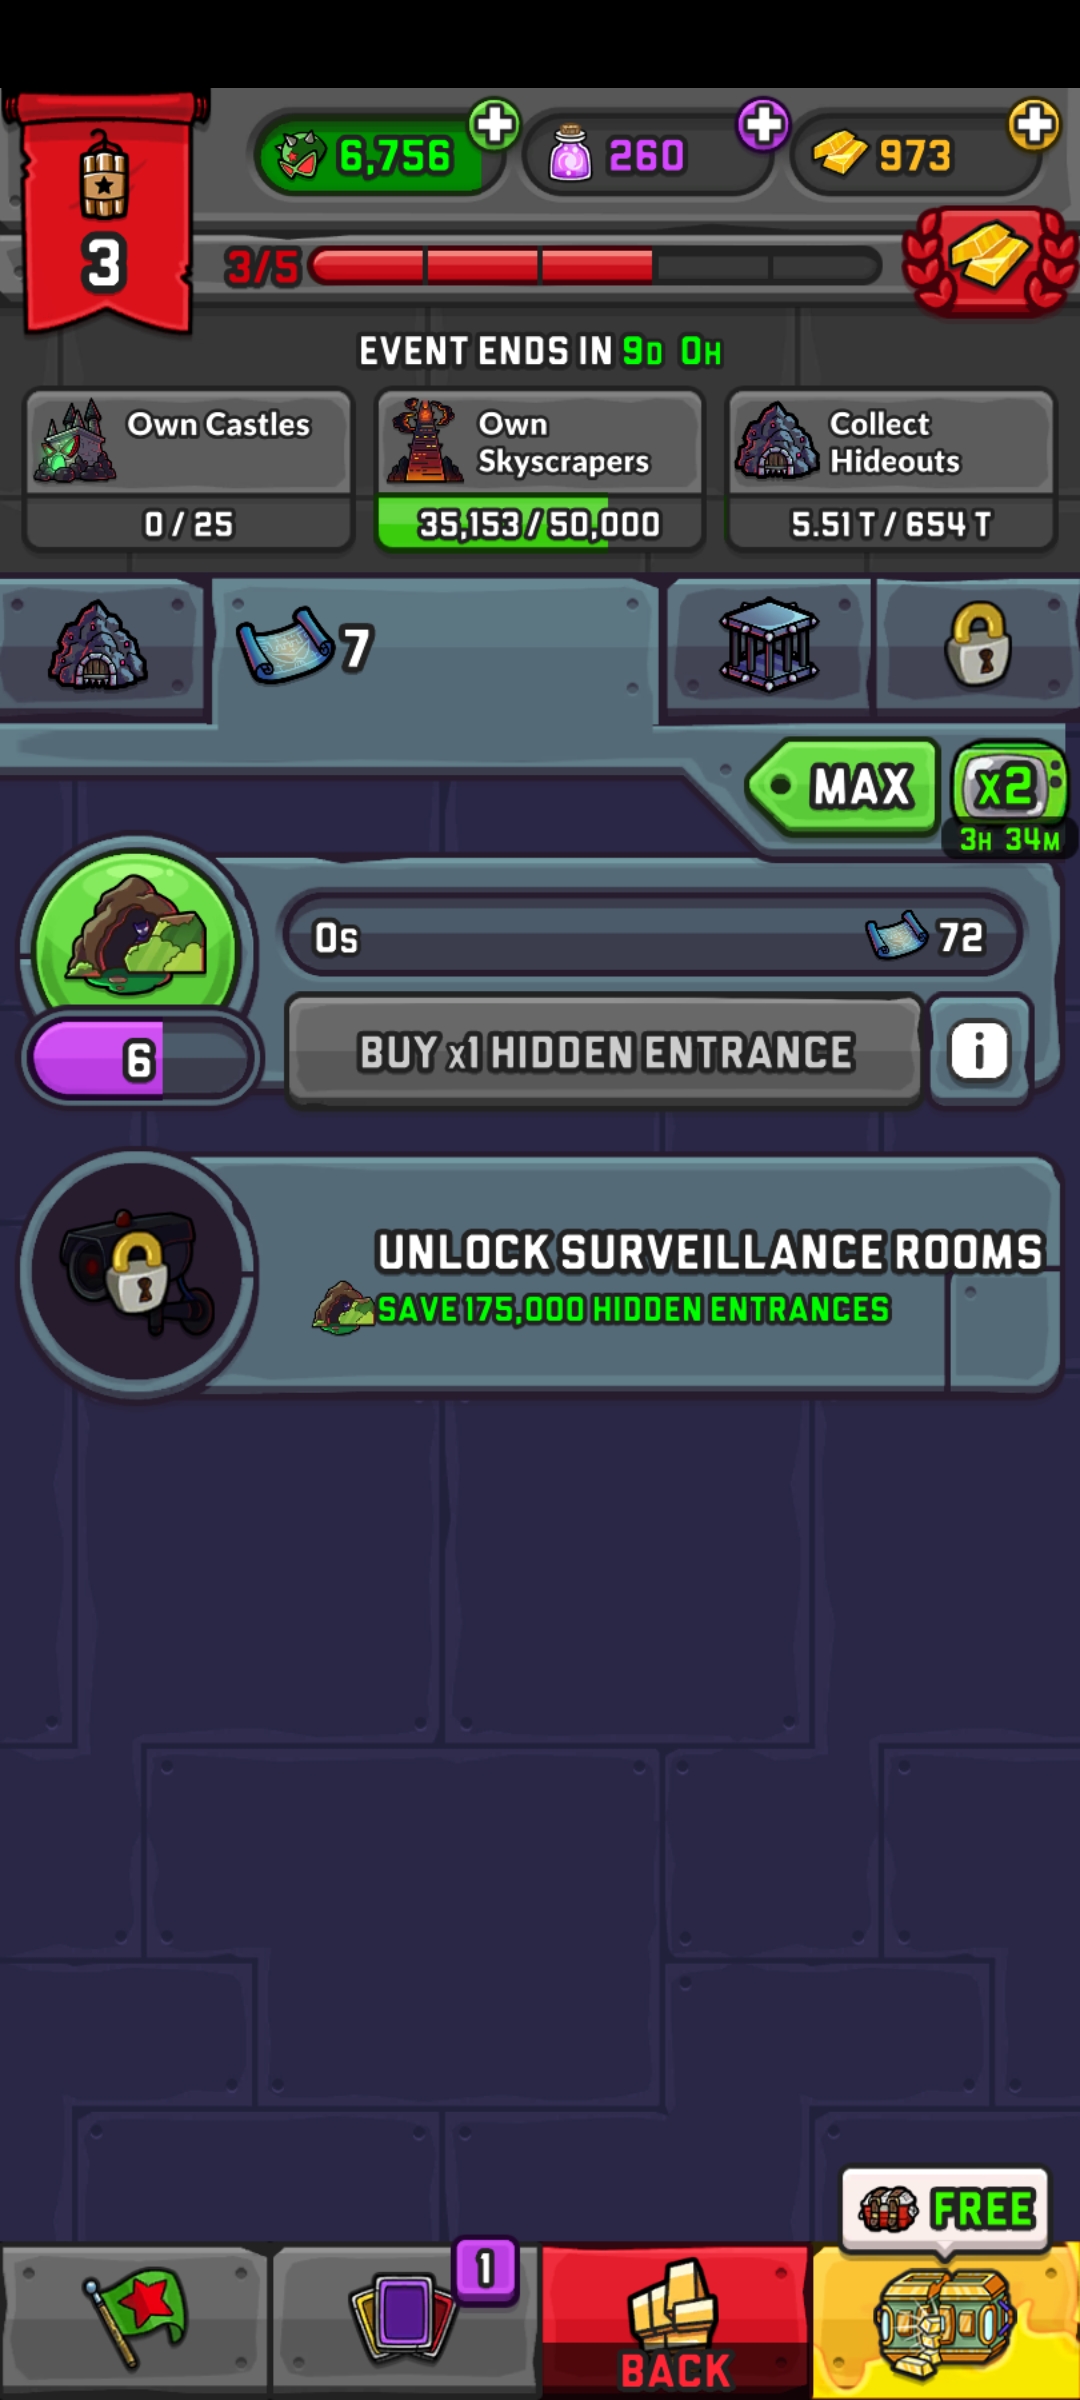 6,756
260
973
3
3/5
EVENT ENDS IN 9D 0H
Own Castles
0 / 25
Own
Skyscrapers
35,153 / 50,000
Collect
Hideouts
5.51 T / 654 T
7
MAX
x2
3H 34M
0s
72
6
BUY x1 HIDDEN ENTRANCE
i
UNLOCK SURVEILLANCE ROOMS
SAVE 175,000 HIDDEN ENTRANCES
FREE
1
BACK